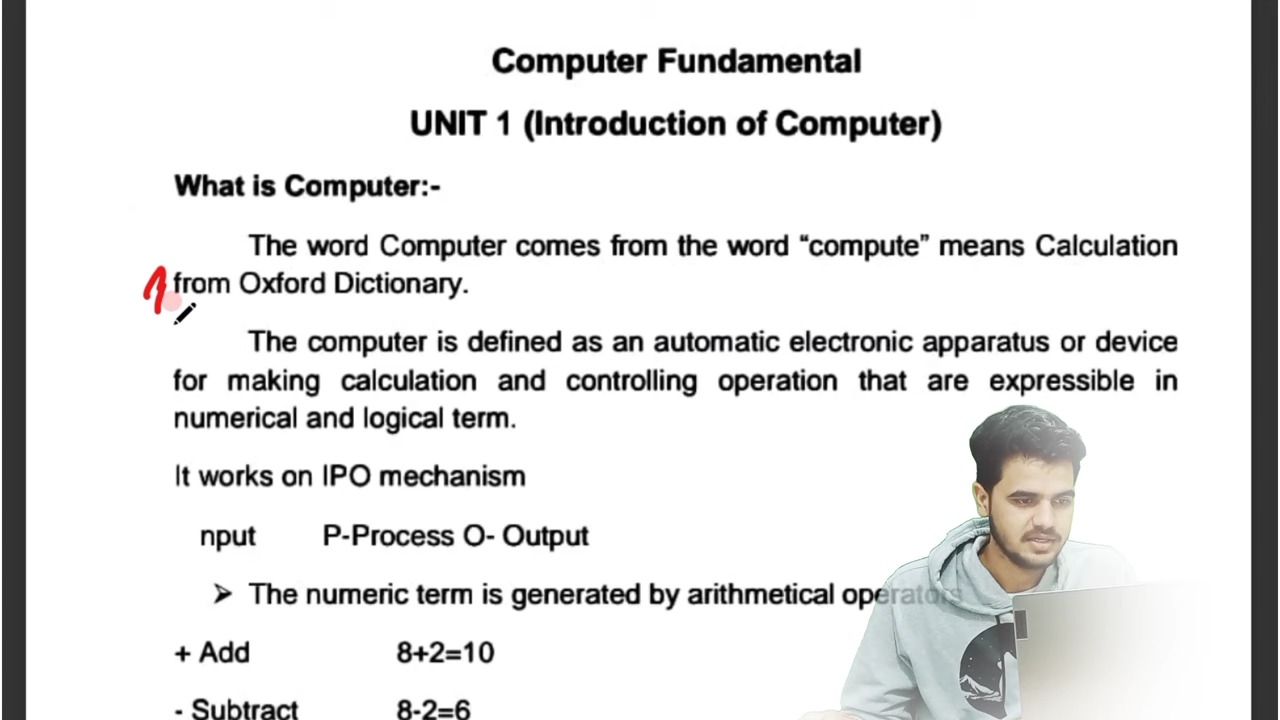 Computer Fundamental
UNIT 1 (Introduction of Computer)
What is Computer:-
The word Computer comes from the word “compute” means Calculation
from Oxford Dictionary.
The computer is defined as an automatic electronic apparatus or device
for making calculation and controlling operation that are expressible in
numerical and logical term.
It works on IPO mechanism
nput P-Process O- Output
➤ The numeric term is generated by arithmetical operators
+ Add 8+2=10
- Subtract 8-2=6